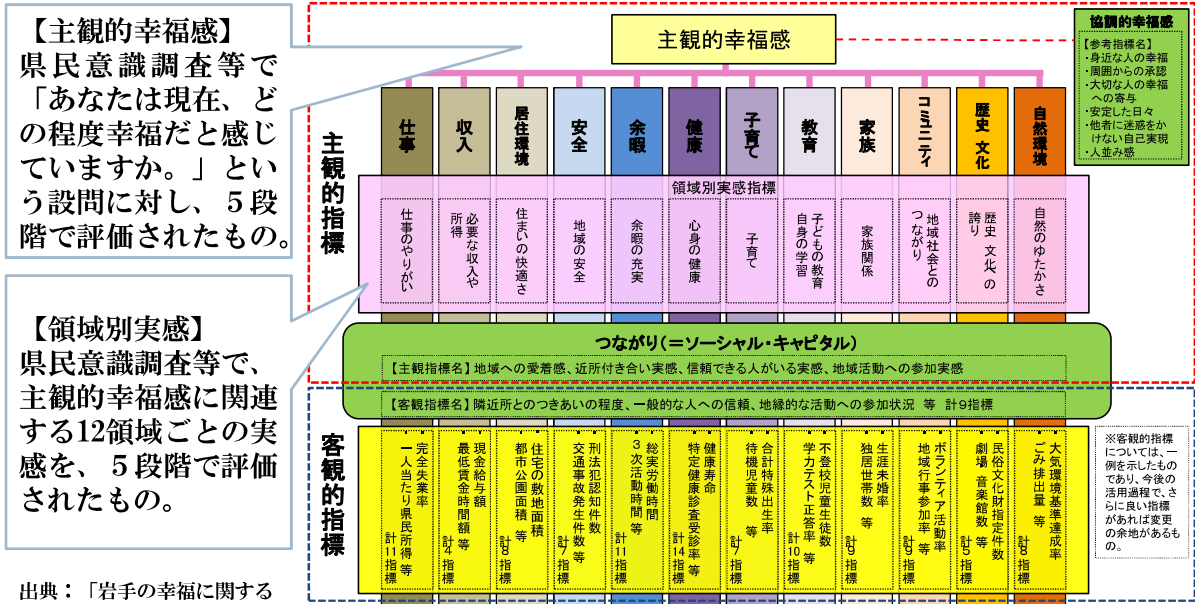 【主観的幸福感】
県民意識調査等で
「あなたは現在、ど
の程度幸福だと感じ
ていますか。」とい
う設問に対し、５段
階で評価されたもの。
【領域別実感】
県民意識調査等で、
主観的幸福感に関連
する12領域ごとの実
感を、５段階で評価
されたもの。
出典：「岩手の幸福に関する
主観的幸福感
協調的幸福感
【参考指標名】
・身近な人の幸福
・周囲からの承認
・大切な人の幸福
への寄与
・安定した日々
・他者に迷惑をか
けない自己実現
・人並み感
主観的指標
仕事
収入
居住環境
安全
余暇
健康
子育て
教育
家族
コミュニティ
歴史 文化
自然環境
領域別実感指標
仕事のやりがい
必要な収入や
所得
住まいの快適さ
地域の安全
余暇の充実
心身の健康
子育て
子どもの教育
自身の学習
家族関係
地域社会との
つながり
歴史 文化への
誇り
自然のゆたかさ
つながり(＝ソーシャル・キャピタル)
【主観指標名】地域への愛着感、近所付き合い実感、信頼できる人がいる実感、地域活動への参加実感
【客観指標名】隣近所とのつきあいの程度、一般的な人への信頼、地縁的な活動への参加状況 等 計９指標
客観的指標
・完全失業率
・一人当たり県民所得 等
計11指標
・現金給与額
・最低賃金時間額 等
計４指標
・住宅の敷地面積
・都市公園面積 等
計８指標
・刑法犯認知件数
・交通事故発生件数 等
計７指標
・総実労働時間
・３次活動時間 等
計11指標
・健康寿命
・特定健康診査受診率 等
計14指標
・合計特殊出生率
・待機児童数 等
計７指標
・不登校児童生徒数
・学力テスト正答率 等
計10指標
・生涯未婚率
・独居世帯数 等
計９指標
・ボランティア活動率
・地域行事参加率 等
計９指標
・民俗文化財指定件数
・劇場 音楽館数 等
計５指標
・大気環境基準達成率
・ごみ排出量 等
計８指標
※客観的指標
については、一
例を示したもの
であり、今後の
活用過程で、さ
らに良い指標
があれば変更
の余地があるも
の。